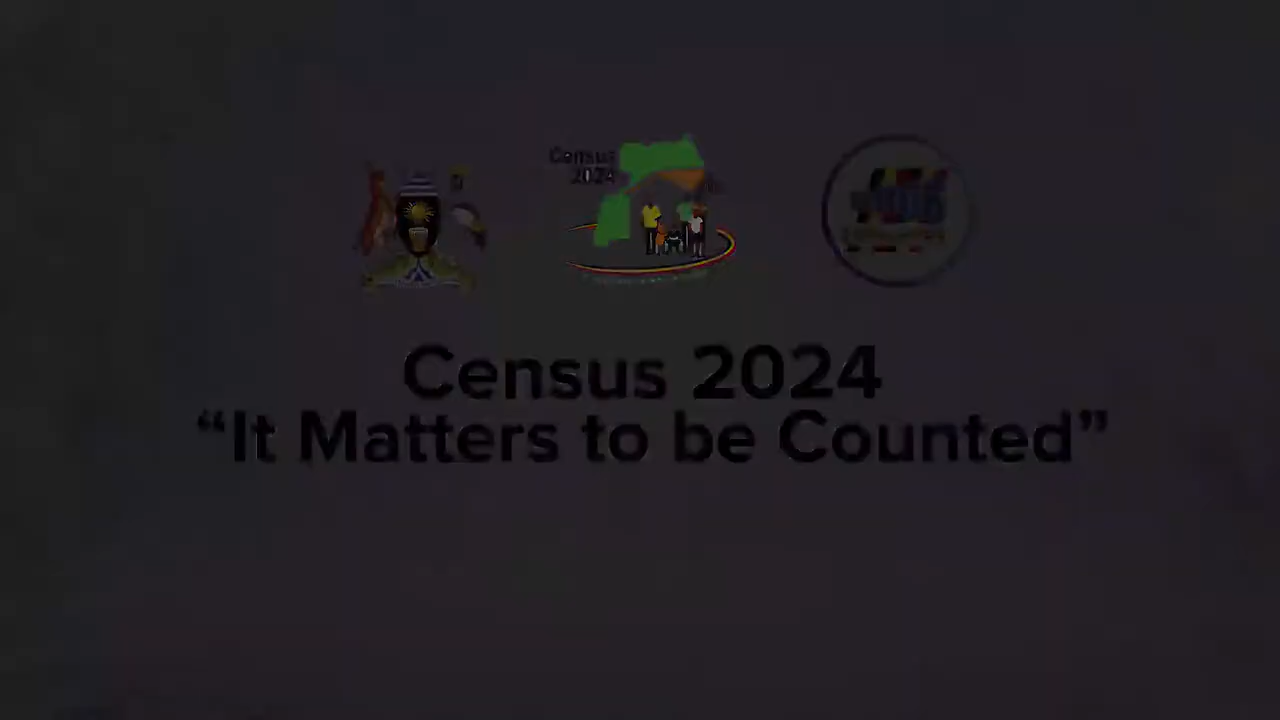 Census
2024
Census 2024
“It Matters to be Counted”